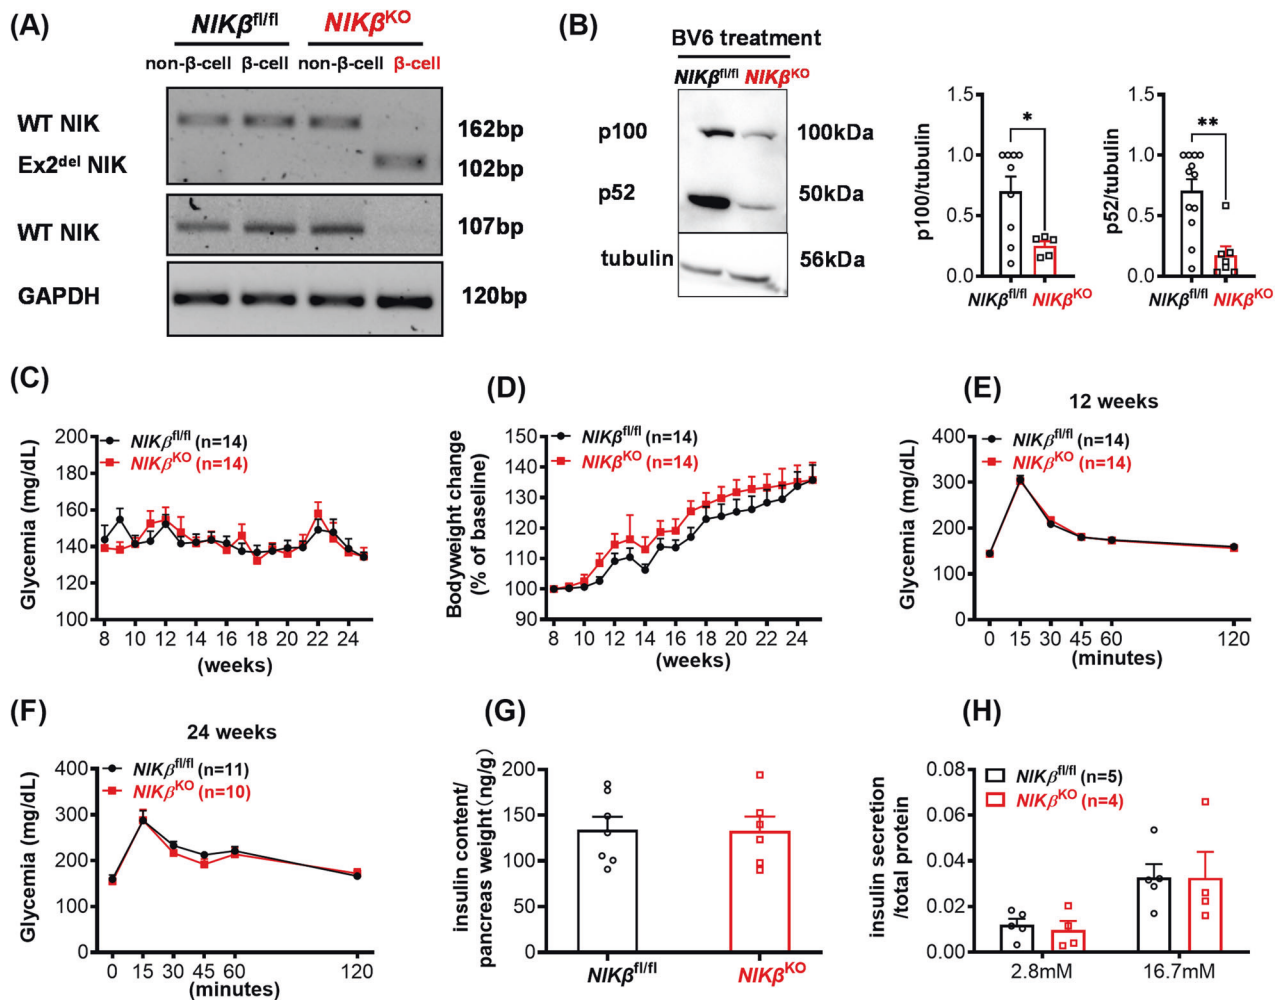 (A)
NIKβfl/fl NIKβKO
non-β-cell β-cell non-β-cell β-cell
WT NIK 162bp
Ex2del NIK 102bp
WT NIK 107bp
GAPDH 120bp
(B)
BV6 treatment
NIKβfl/fl NIKβKO
p100 100kDa
p52 50kDa
tubulin 56kDa
p100/tubulin
1.5
1.0
0.5
0.0
*
NIKβfl/fl NIKβKO
p52/tubulin
1.5
1.0
0.5
0.0
**
NIKβfl/fl NIKβKO
(C)
Glycemia (mg/dL)
200
180
160
140
120
100
NIKβfl/fl (n=14)
NIKβKO (n=14)
8 10 12 14 16 18 20 22 24
(weeks)
(D)
Bodyweight change
(% of baseline)
150
140
130
120
110
100
90
NIKβfl/fl (n=14)
NIKβKO (n=14)
8 10 12 14 16 18 20 22 24
(weeks)
(E)
12 weeks
Glycemia (mg/dL)
400
300
200
100
0
NIKβfl/fl (n=14)
NIKβKO (n=14)
0 15 30 45 60 120
(minutes)
(F)
24 weeks
Glycemia (mg/dL)
400
300
200
100
0
NIKβfl/fl (n=11)
NIKβKO (n=10)
0 15 30 45 60 120
(minutes)
(G)
insulin content/
pancreas weight(ng/g)
200
150
100
50
0
NIKβfl/fl NIKβKO
(H)
insulin secretion
/total protein
0.08
0.06
0.04
0.02
0.00
NIKβfl/fl (n=5)
NIKβKO (n=4)
2.8mM 16.7mM